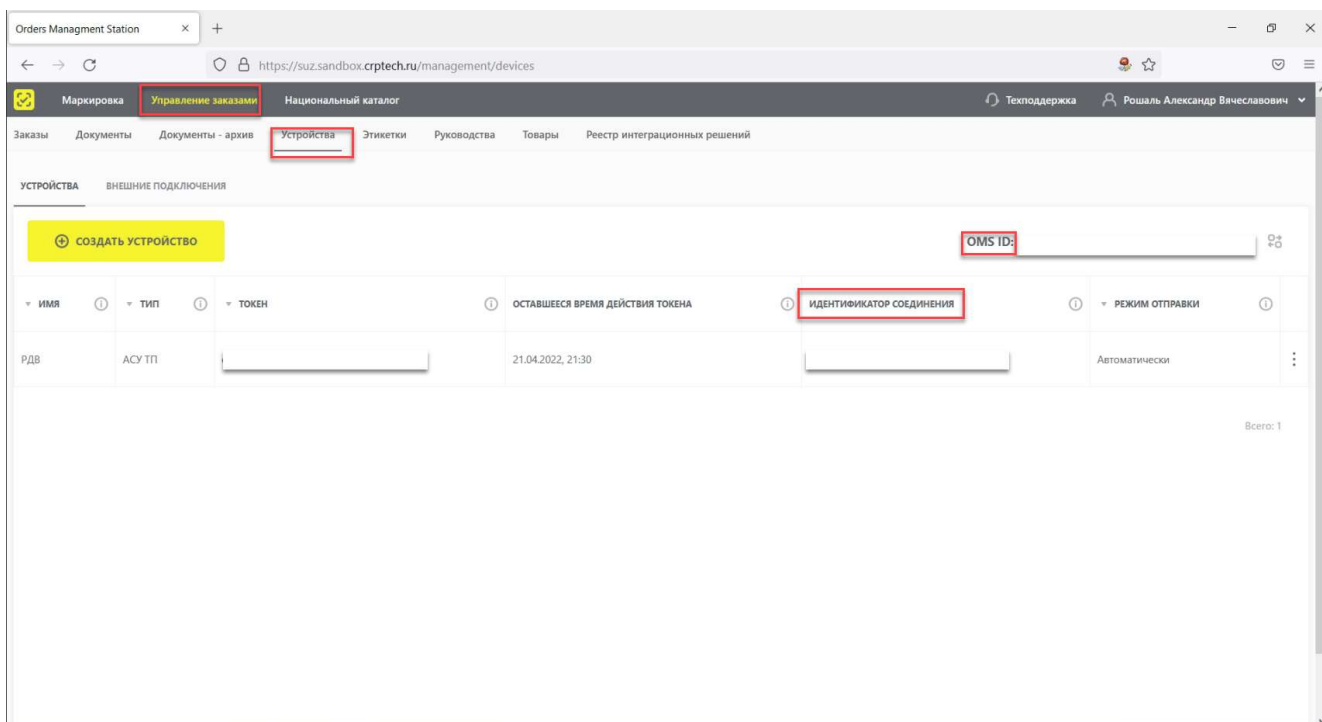 Orders Managment Station
https://suz.sandbox.crptech.ru/management/devices
Маркировка Управление заказами Национальный каталог Техподдержка Рошаль Александр Вячеславович
Заказы Документы Документы - архив Устройства Этикетки Руководства Товары Реестр интеграционных решений
УСТРОЙСТВА ВНЕШНИЕ ПОДКЛЮЧЕНИЯ
СОЗДАТЬ УСТРОЙСТВО OMS ID:
ИМЯ ТИП ТОКЕН ОСТАВШЕЕСЯ ВРЕМЯ ДЕЙСТВИЯ ТОКЕНА ИДЕНТИФИКАТОР СОЕДИНЕНИЯ РЕЖИМ ОТПРАВКИ
РДВ АСУ ТП 21.04.2022, 21:30 Автоматически
Всего: 1